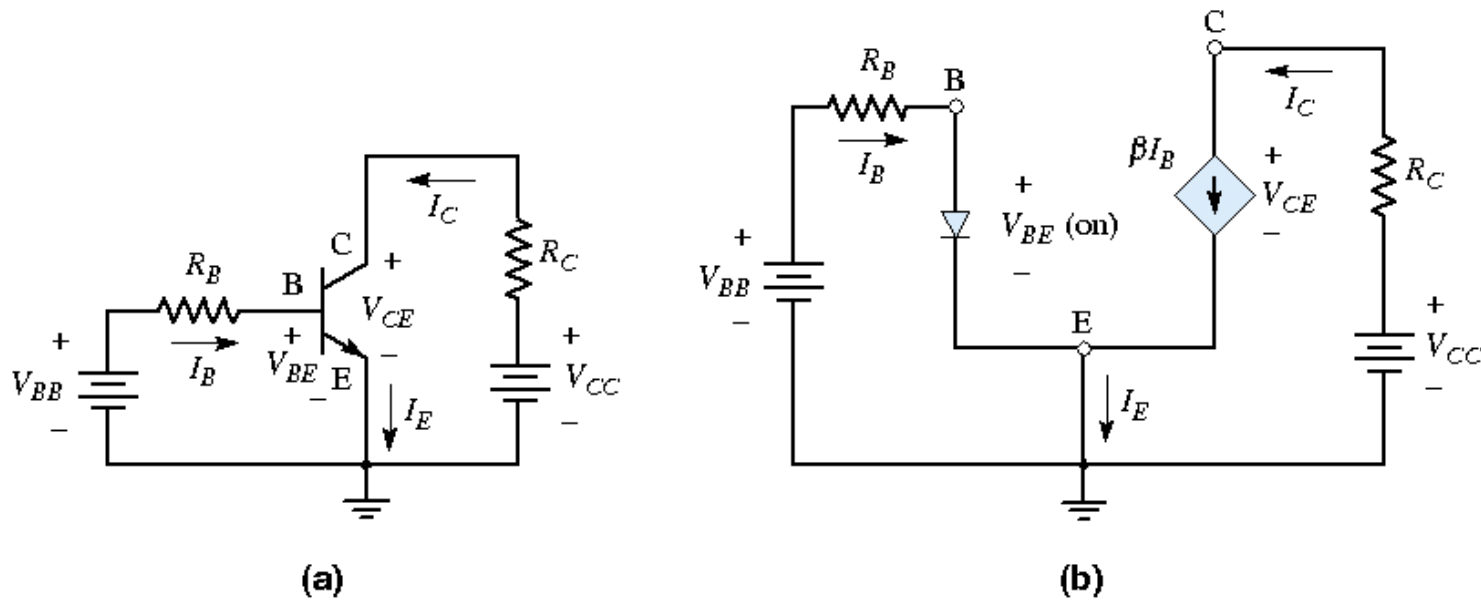 R_B
B
C
I_C
I_B
+
V_BB
–
+
V_BE
–
E
+
V_CE
–
I_E
R_C
+
V_CC
–
(a)
R_B
B
I_B
+
V_BB
–
+
V_BE (on)
–
E
I_E
C
I_C
βI_B
+
V_CE
–
R_C
+
V_CC
–
(b)